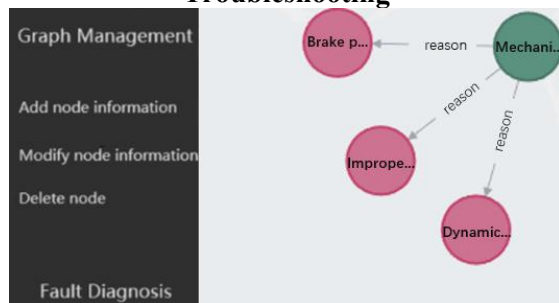 Troubleshooting
Graph Management
Add node information
Modify node information
Delete node
Fault Diagnosis
Brake p...
reason
Mechani...
reason
Imprope...
reason
Dynamic...